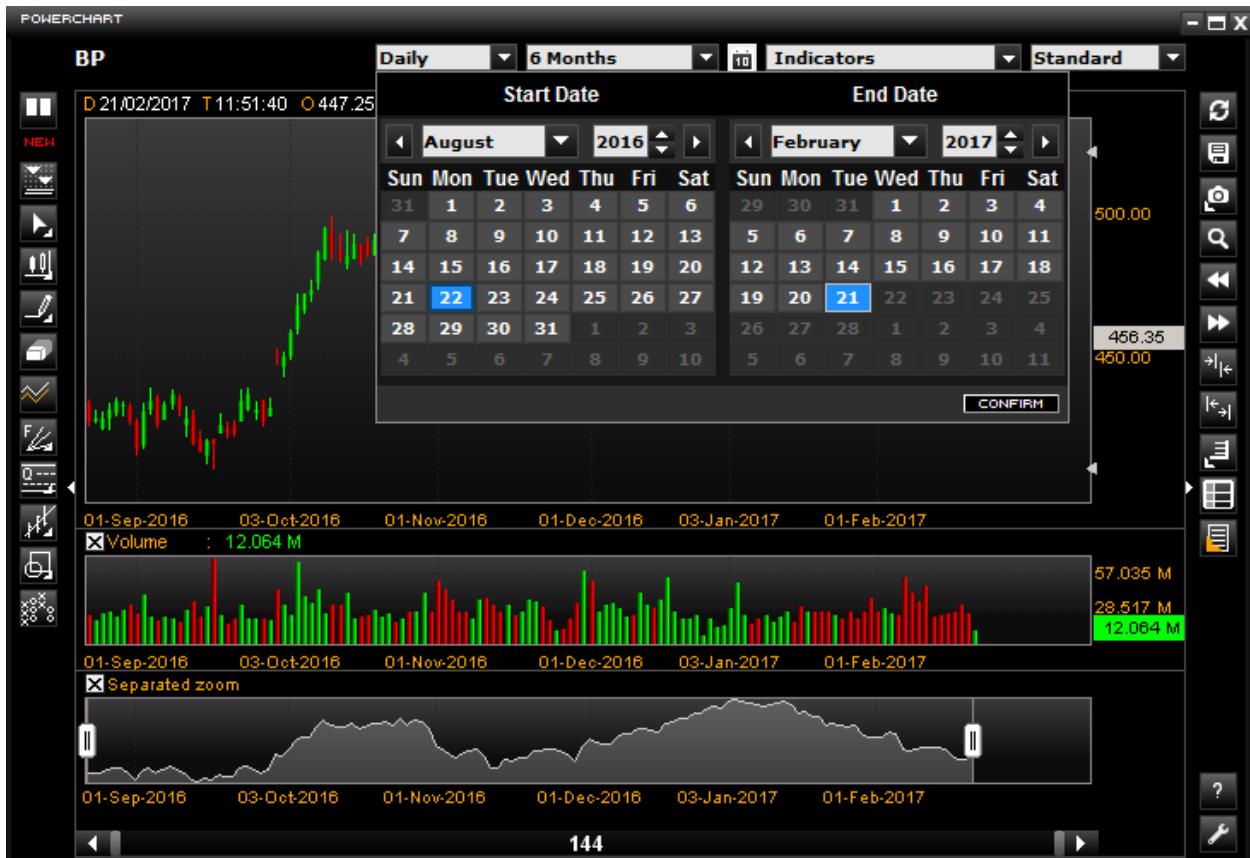 POWERCHART
BP
Daily 6 Months 10 Indicators Standard
D 21/02/2017 T 11:51:40 O 447.25
Start Date End Date
August 2016 February 2017
Sun Mon Tue Wed Thu Fri Sat Sun Mon Tue Wed Thu Fri Sat
31 1 2 3 4 5 6 29 30 31 1 2 3 4
7 8 9 10 11 12 13 5 6 7 8 9 10 11
14 15 16 17 18 19 20 12 13 14 15 16 17 18
21 22 23 24 25 26 27 19 20 21 22 23 24 25
28 29 30 31 1 2 3 26 27 28 1 2 3 4
4 5 6 7 8 9 10 5 6 7 8 9 10 11
CONFIRM
NEW
500.00
456.35
450.00
F
Q
01-Sep-2016 03-Oct-2016 01-Nov-2016 01-Dec-2016 03-Jan-2017 01-Feb-2017
Volume : 12.064 M
57.035 M
28.517 M
12.064 M
01-Sep-2016 03-Oct-2016 01-Nov-2016 01-Dec-2016 03-Jan-2017 01-Feb-2017
Separated zoom
01-Sep-2016 03-Oct-2016 01-Nov-2016 01-Dec-2016 03-Jan-2017 01-Feb-2017
?
144